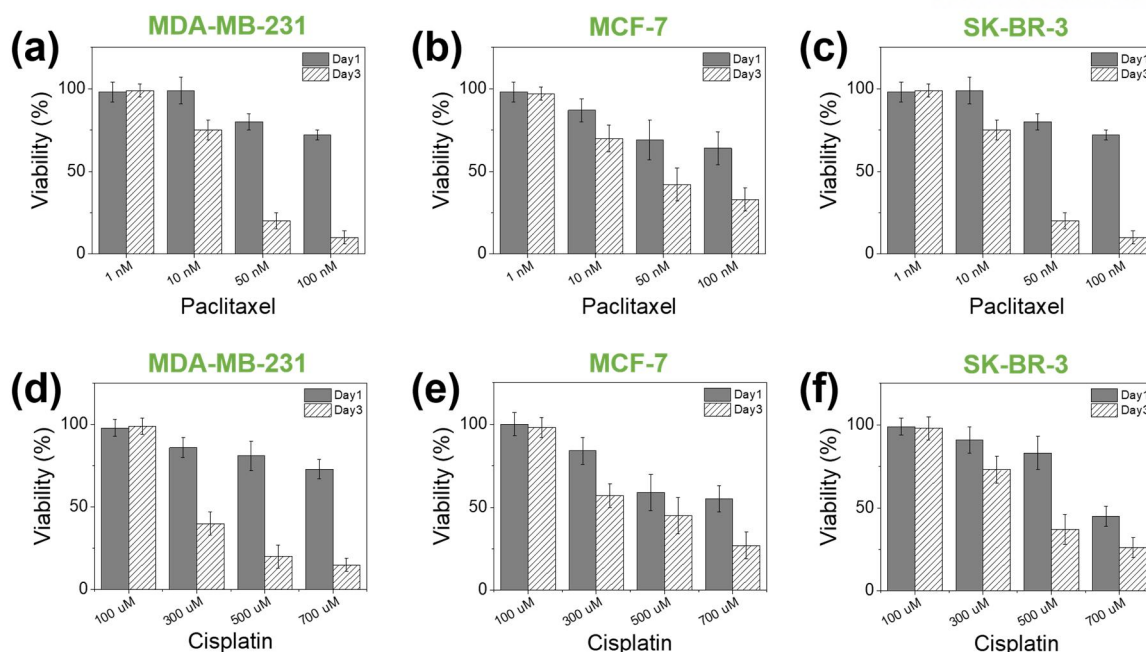 (a)
MDA-MB-231
Viability (%)
100
50
0
Day1
Day3
1 nM
10 nM
50 nM
100 nM
Paclitaxel
(b)
MCF-7
Viability (%)
100
50
0
Day1
Day3
1 nM
10 nM
50 nM
100 nM
Paclitaxel
(c)
SK-BR-3
Viability (%)
100
50
0
Day1
Day3
1 nM
10 nM
50 nM
100 nM
Paclitaxel
(d)
MDA-MB-231
Viability (%)
100
50
0
Day1
Day3
100 uM
300 uM
500 uM
700 uM
Cisplatin
(e)
MCF-7
Viability (%)
100
50
0
Day1
Day3
100 uM
300 uM
500 uM
700 uM
Cisplatin
(f)
SK-BR-3
Viability (%)
100
50
0
Day1
Day3
100 uM
300 uM
500 uM
700 uM
Cisplatin